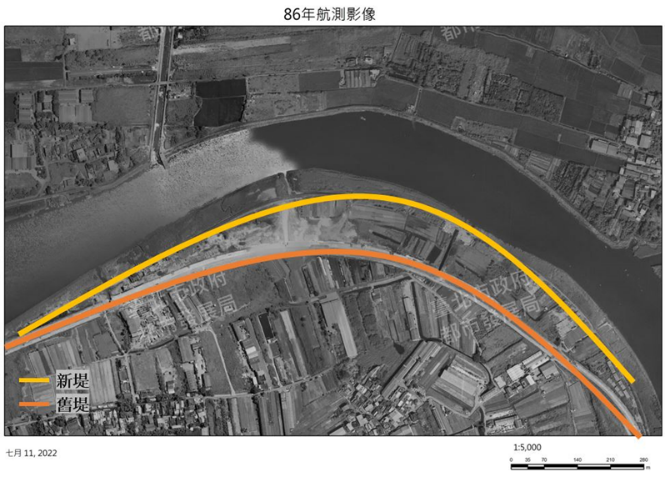 86年航測影像
台北市政府
都市發展局
新堤
舊堤
七月 11, 2022
1:5,000
0 35 70 140 210 280
m